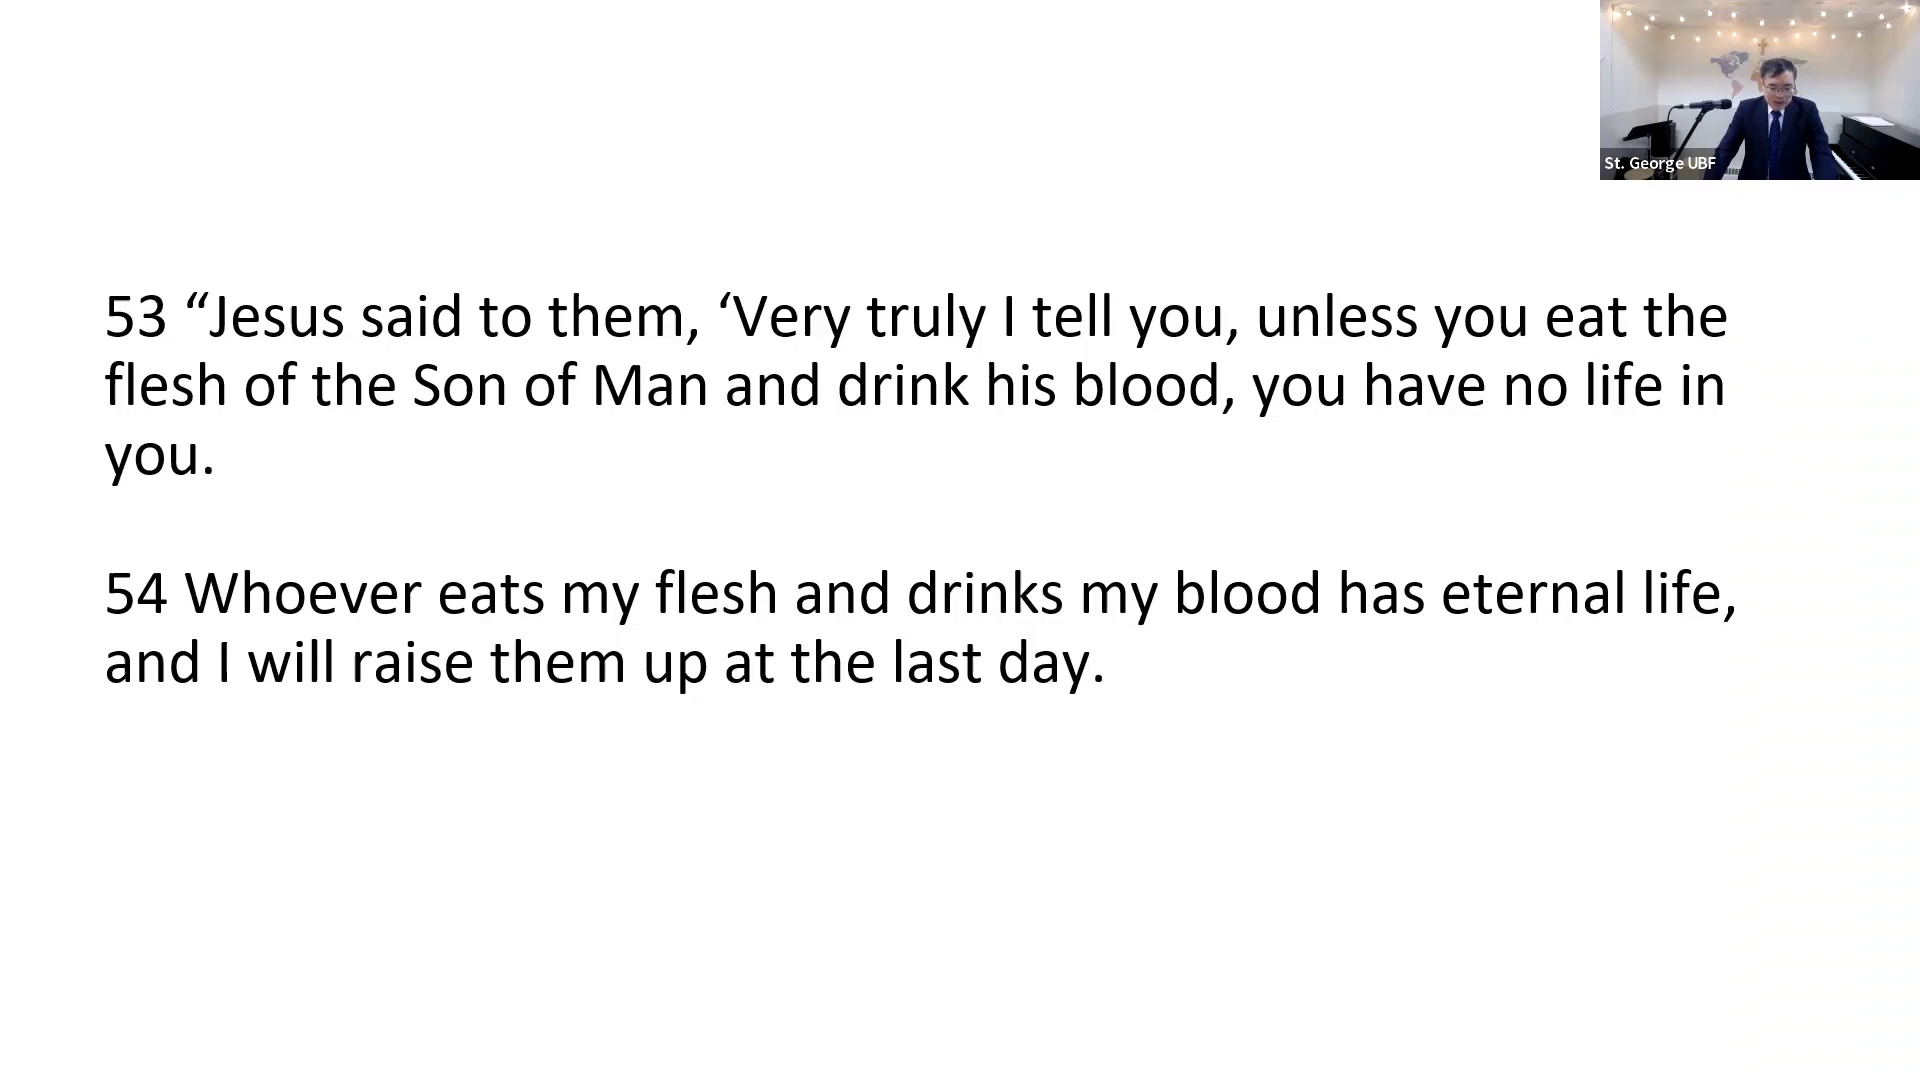 St. George UBF
53 “Jesus said to them, ‘Very truly I tell you, unless you eat the
flesh of the Son of Man and drink his blood, you have no life in
you.
54 Whoever eats my flesh and drinks my blood has eternal life,
and I will raise them up at the last day.